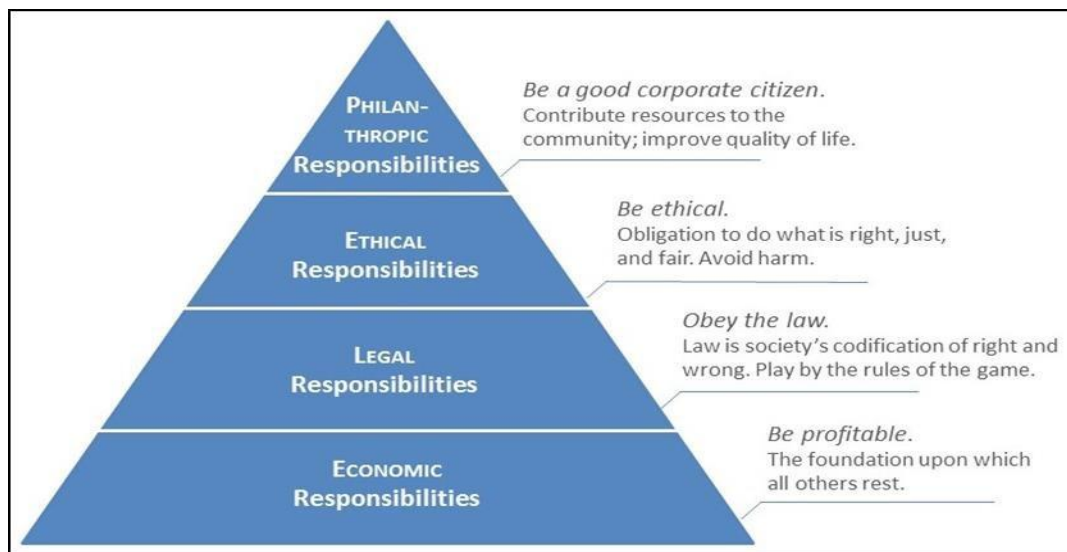 PHILAN-
THROPIC
Responsibilities
Be a good corporate citizen.
Contribute resources to the
community; improve quality of life.
ETHICAL
Responsibilities
Be ethical.
Obligation to do what is right, just,
and fair. Avoid harm.
LEGAL
Responsibilities
Obey the law.
Law is society’s codification of right and
wrong. Play by the rules of the game.
ECONOMIC
Responsibilities
Be profitable.
The foundation upon which
all others rest.